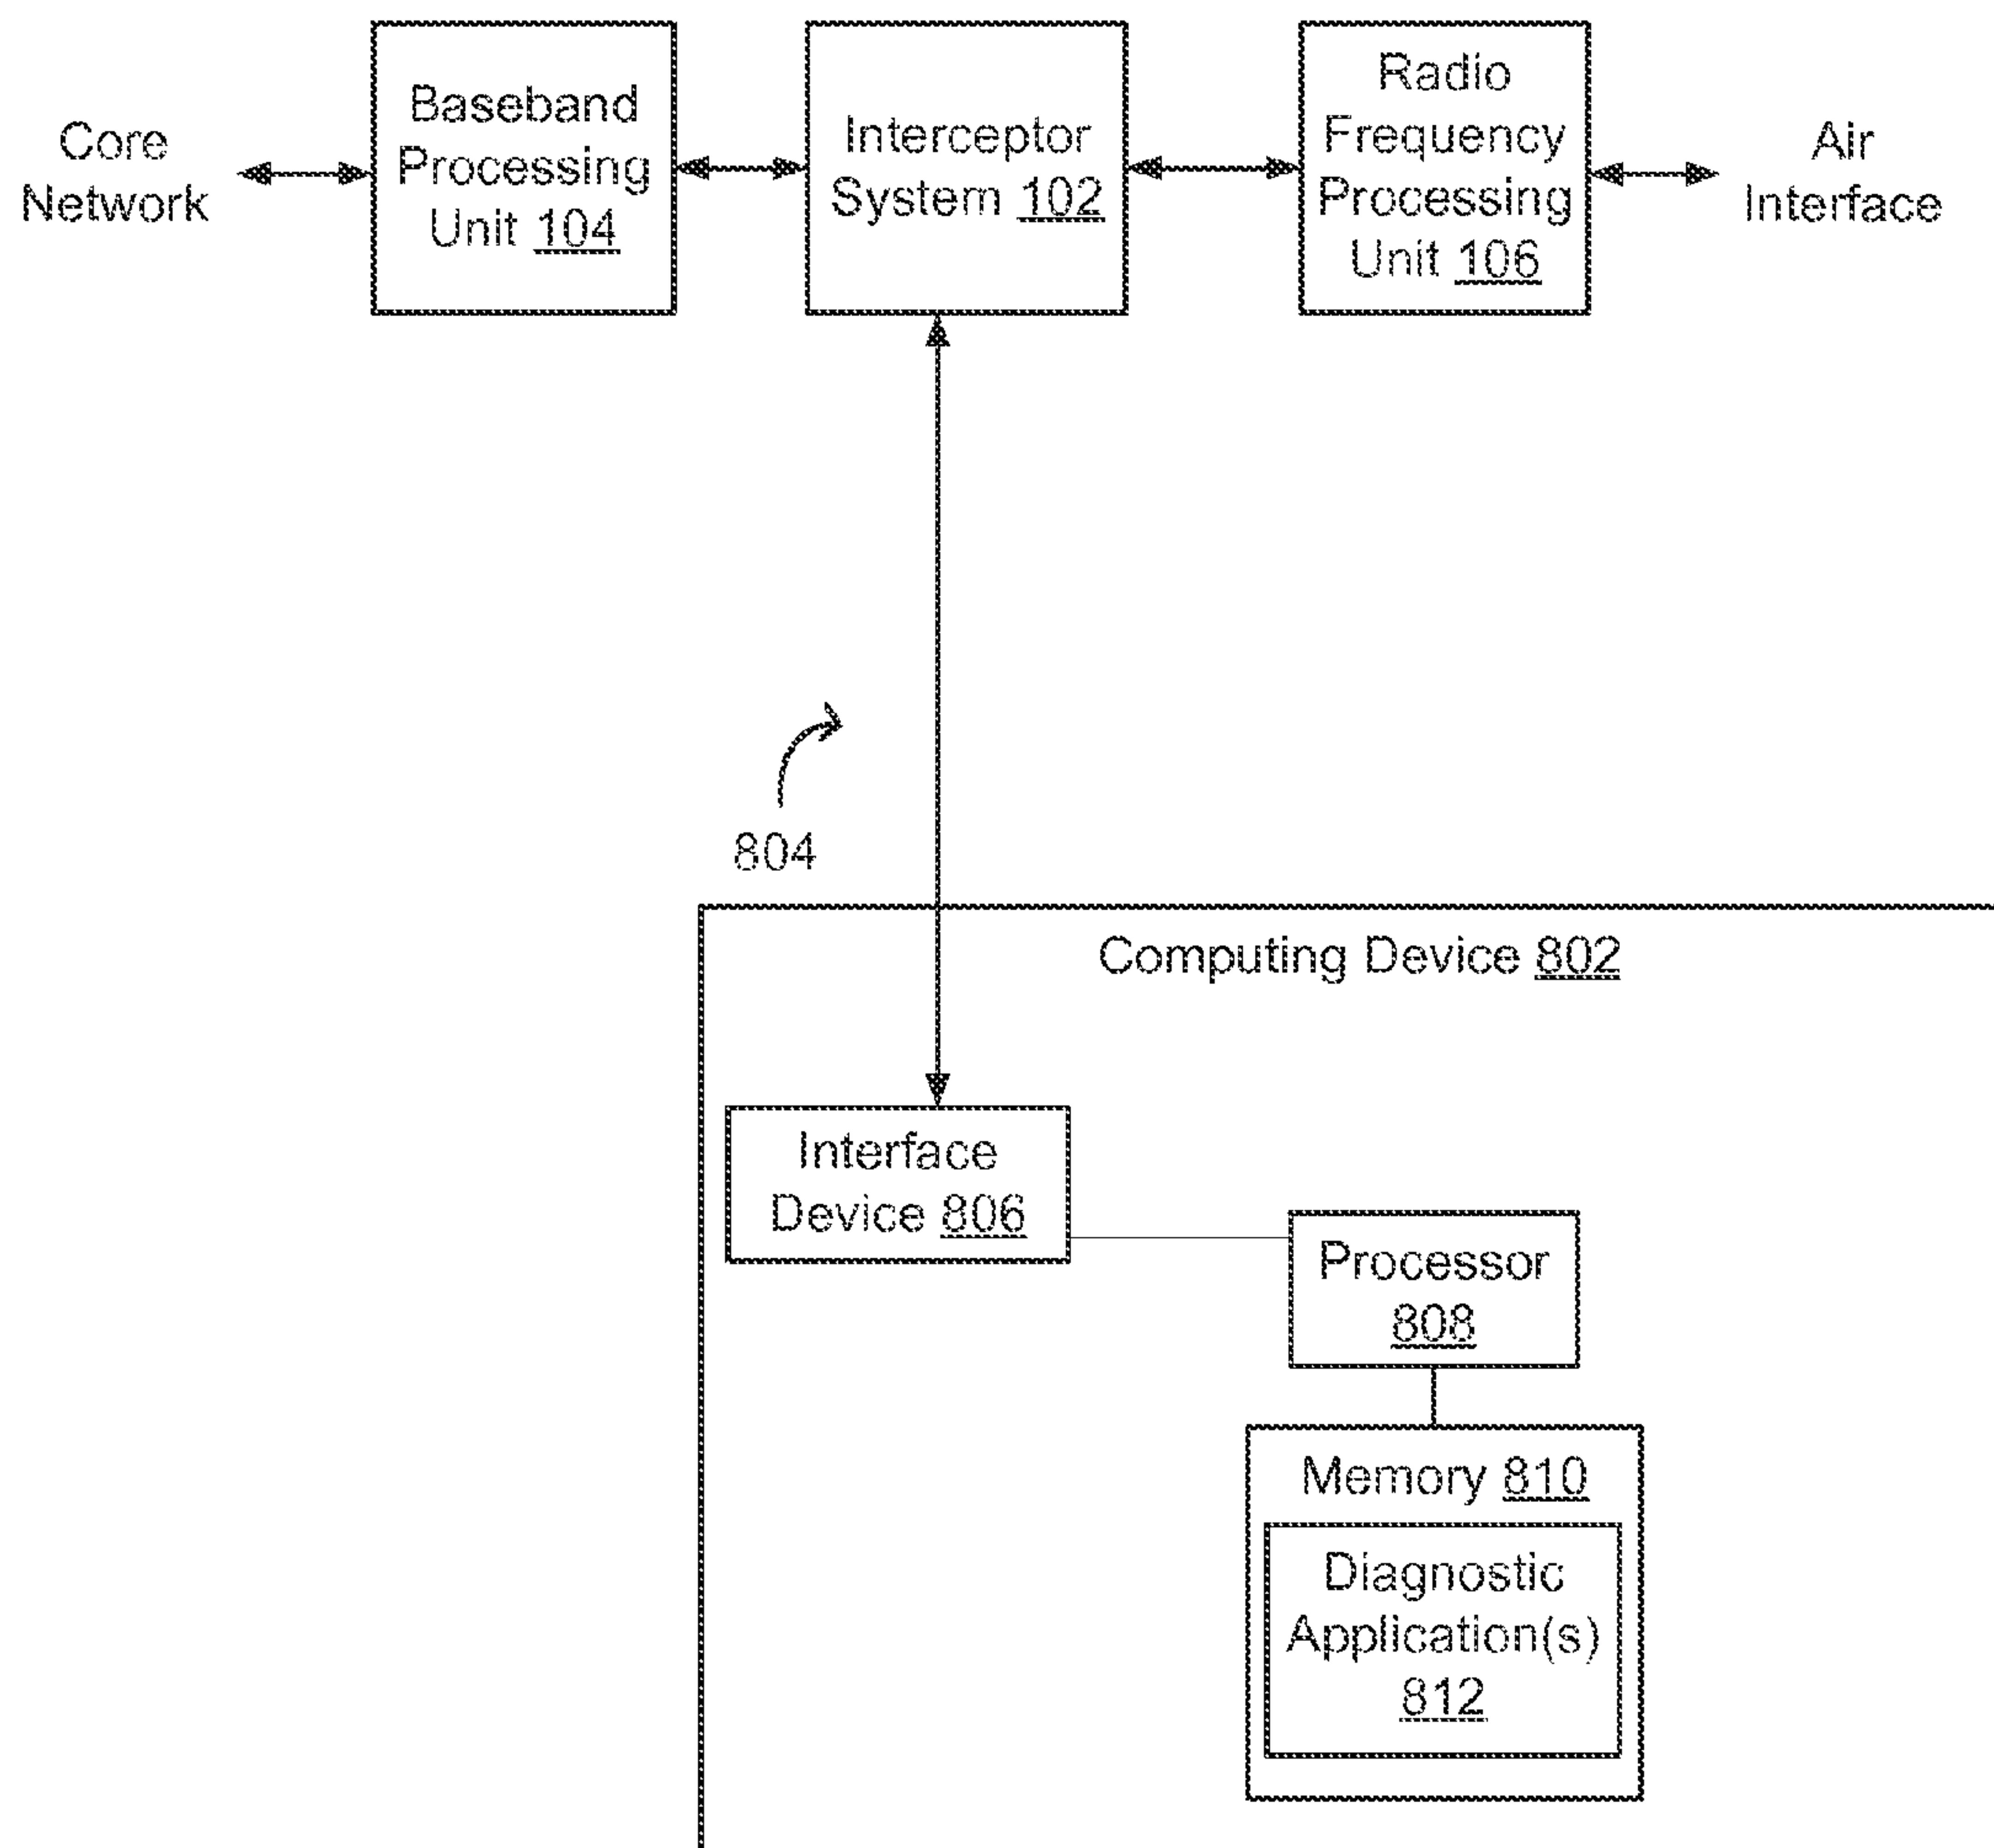 Core
Network
Baseband
Processing
Unit 104
Interceptor
System 102
Radio
Frequency
Processing
Unit 106
Air
Interface
804
Computing Device 802
Interface
Device 806
Processor
808
Memory 810
Diagnostic
Application(s)
812